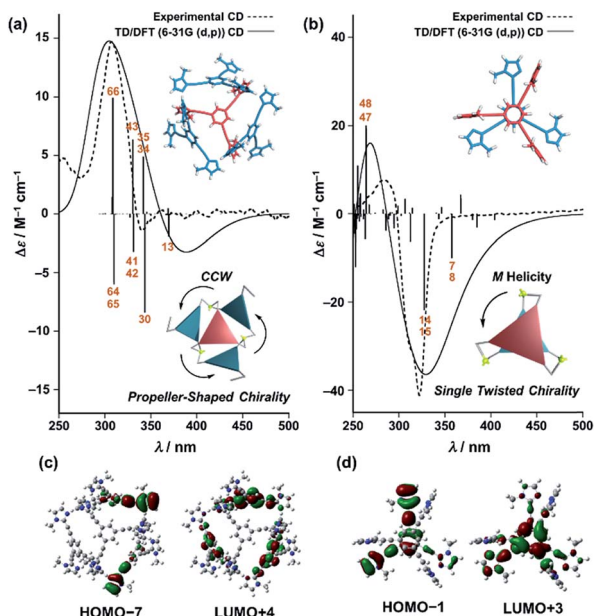 (a)
Experimental CD
TD/DFT (6-31G (d,p)) CD
15
10
5
0
−5
−10
−15
Δε / M⁻¹ cm⁻¹
66
43
35
34
13
41
42
64
65
30
CCW
Propeller-Shaped Chirality
250 300 350 400 450 500
λ / nm
(b)
Experimental CD
TD/DFT (6-31G (d,p)) CD
40
20
0
−20
−40
Δε / M⁻¹ cm⁻¹
48
47
7
8
14
15
M Helicity
Single Twisted Chirality
250 300 350 400 450 500
λ / nm
(c)
HOMO−7
LUMO+4
(d)
HOMO−1
LUMO+3